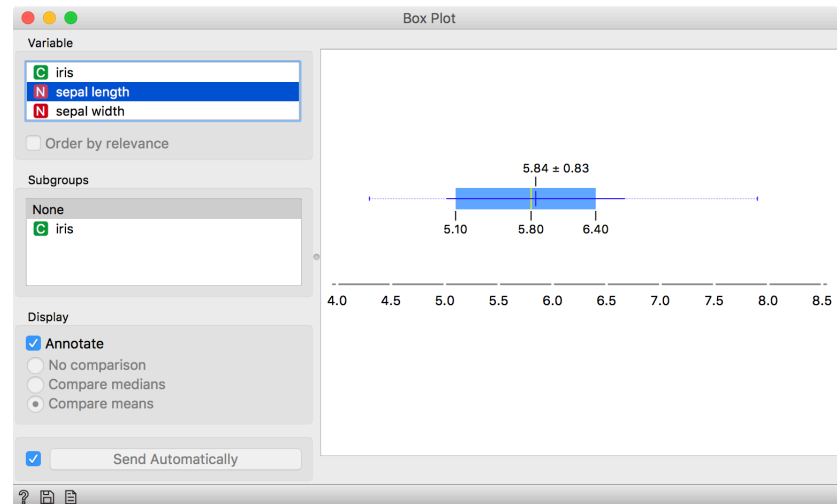 Box Plot
Variable
C iris
N sepal length
N sepal width
Order by relevance
Subgroups
None
C iris
Display
Annotate
No comparison
Compare medians
Compare means
Send Automatically
?
5.84 ± 0.83
5.10 5.80 6.40
4.0 4.5 5.0 5.5 6.0 6.5 7.0 7.5 8.0 8.5